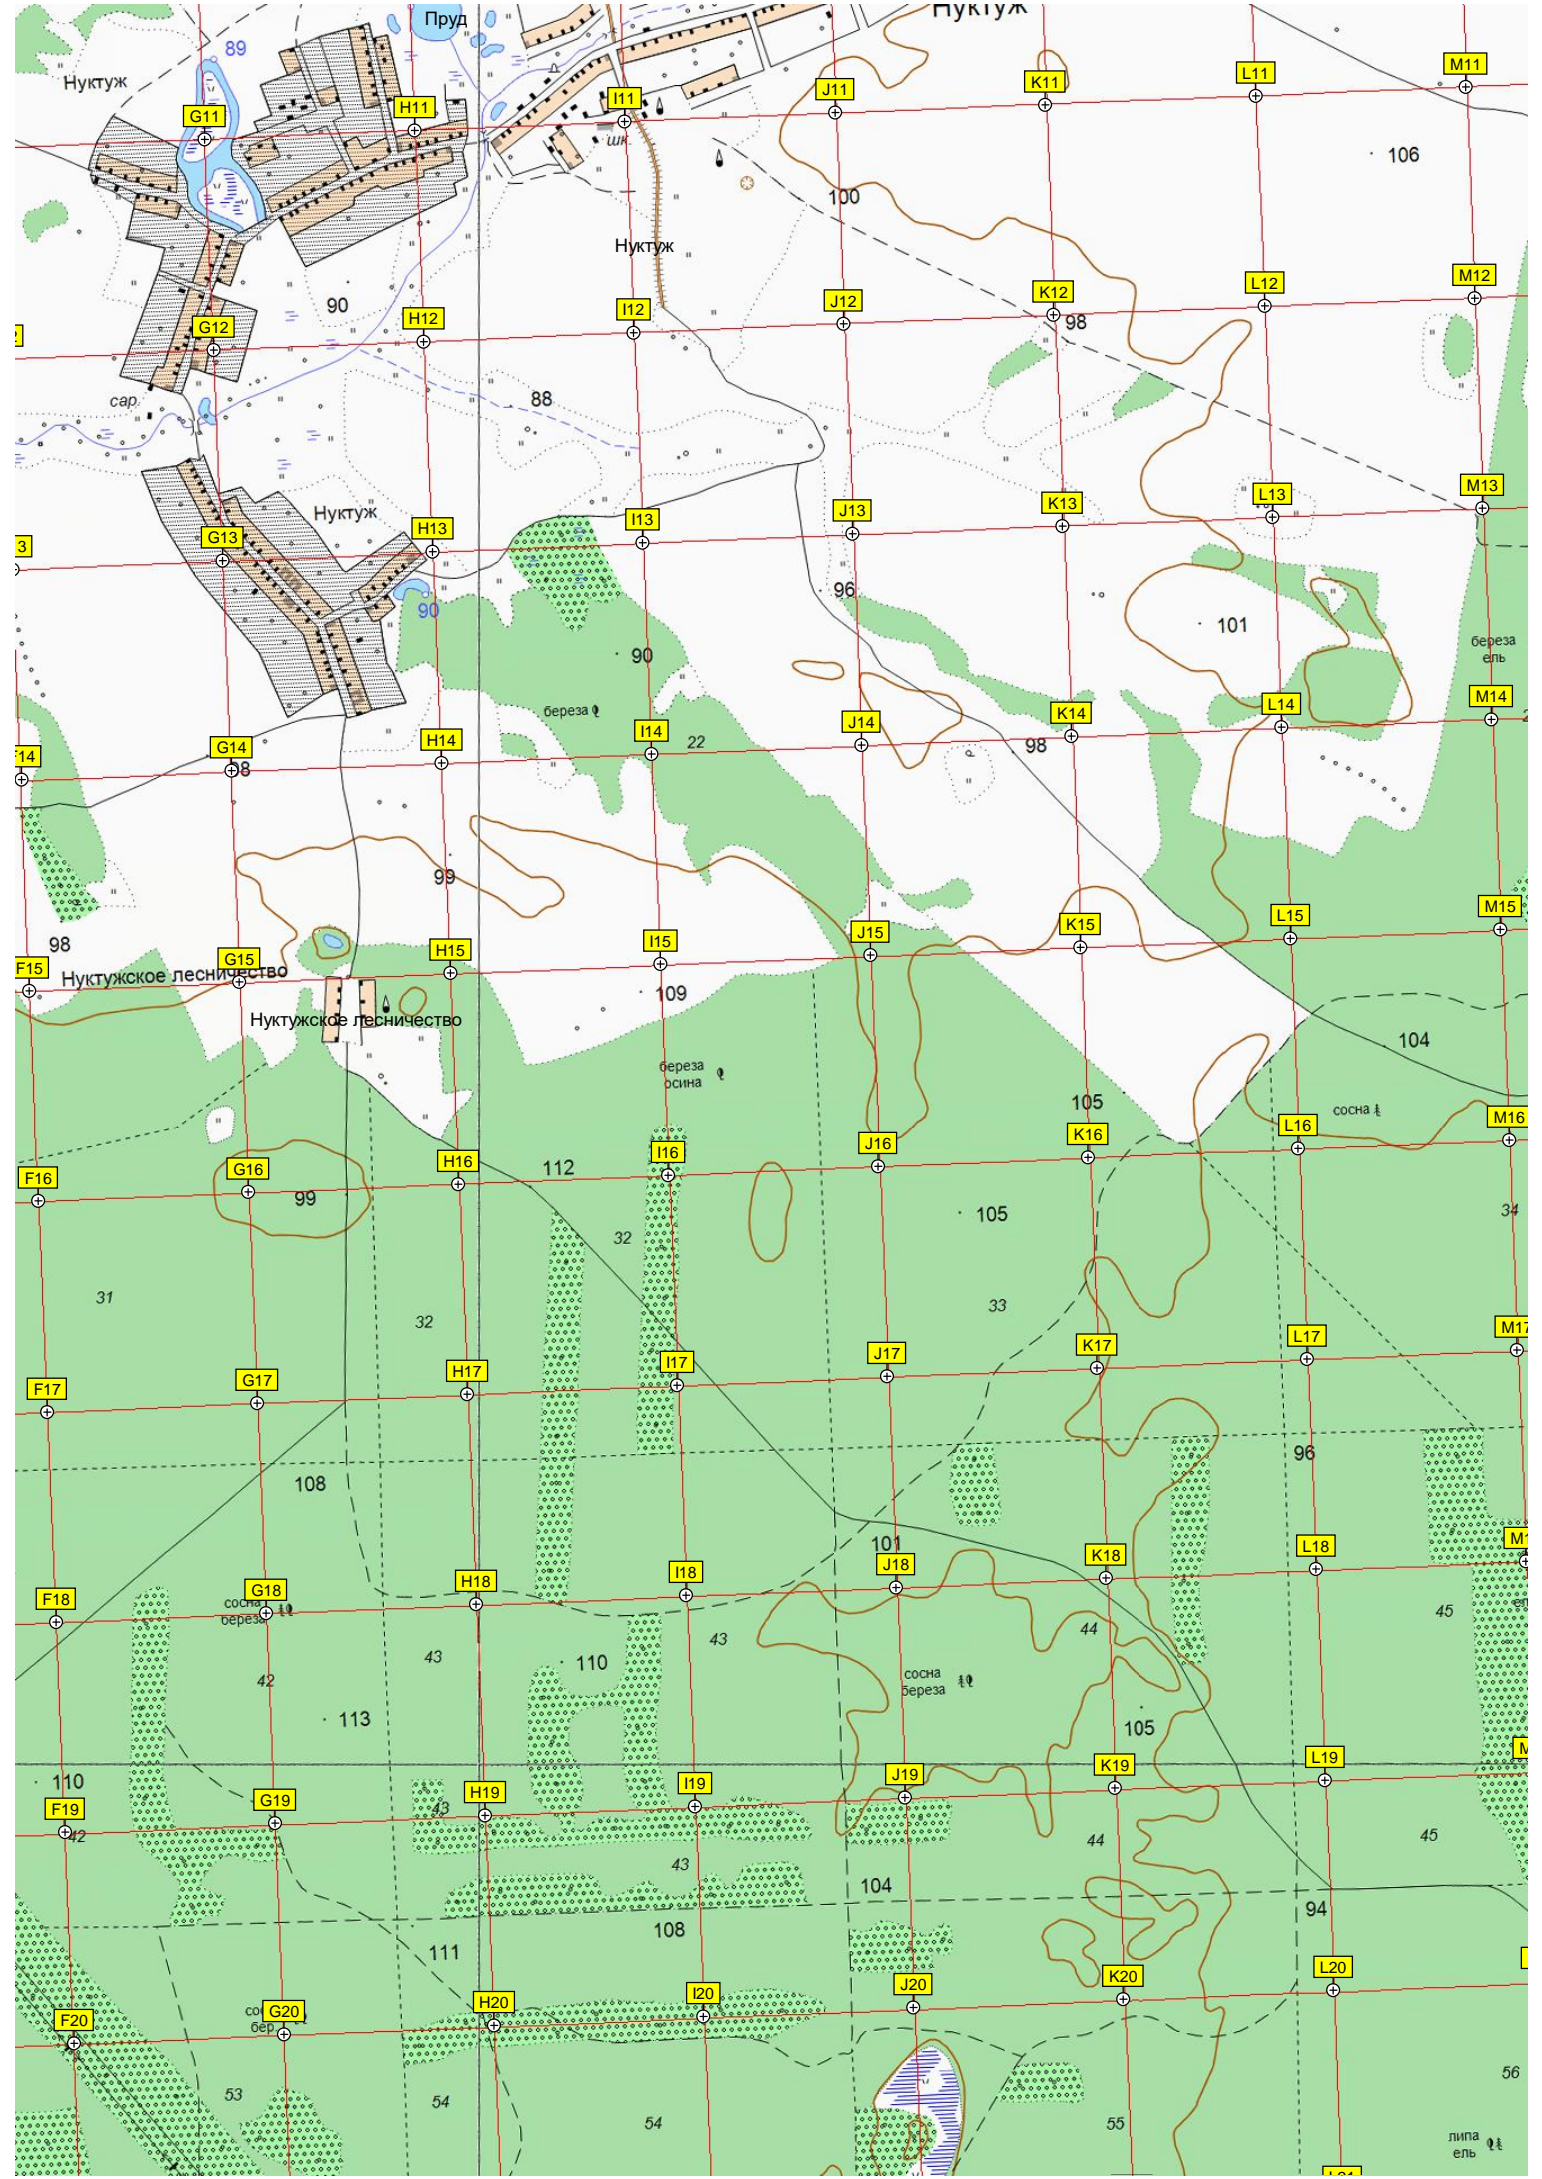 Пруд
Нуктуж
89
Нуктуж
M11
L11
K11
J11
I11
H11
G11
шк.
106
100
Нуктуж
90
M12
L12
K12
98
J12
I12
H12
G12
88
сар.
M13
L13
K13
J13
I13
H13
G13
Нуктуж
3
96
90
101
береза
ель
90
береза
M14
L14
K14
J14
I14
22
H14
G14
F14
98
98
99
M15
L15
K15
J15
I15
H15
G15
F15
98
Нуктужское лесничество
109
Нуктужское лесничество
104
береза
осина
105
сосна
M16
L16
K16
J16
I16
H16
G16
F16
112
99
105
34
32
31
33
32
M17
L17
K17
J17
I17
H17
G17
F17
96
108
101
L18
K18
J18
I18
H18
G18
F18
сосна
береза
45
44
43
43
42
110
сосна
береза
113
105
110
L19
K19
J19
I19
H19
G19
F19
42
43
44
45
43
104
94
108
111
L20
K20
J20
I20
H20
G20
F20
53
54
54
55
56
липа
ель